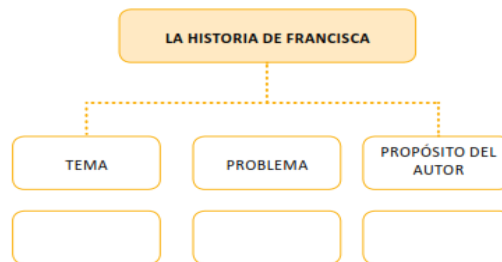 LA HISTORIA DE FRANCISCA
TEMA
PROBLEMA
PROPÓSITO DEL
AUTOR